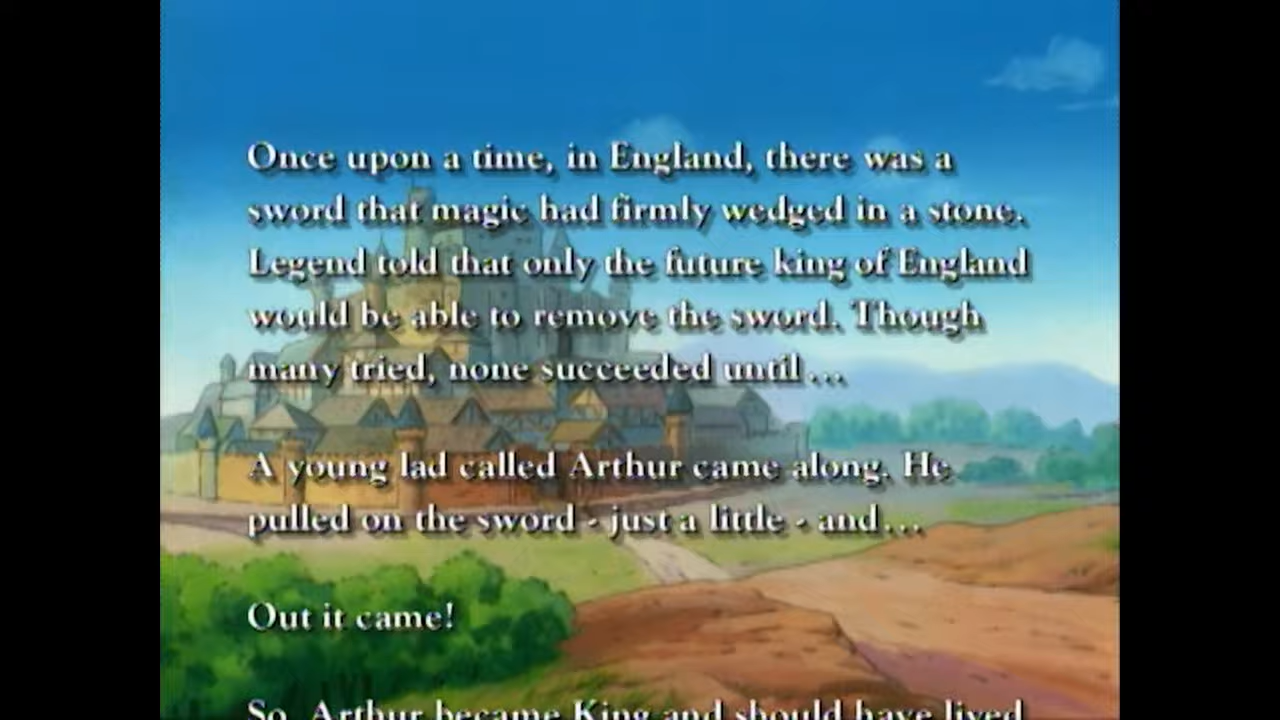 Once upon a time, in England, there was a
sword that magic had firmly wedged in a stone.
Legend told that only the future king of England
would be able to remove the sword. Though
many tried, none succeeded until ...
A young lad called Arthur came along. He
pulled on the sword - just a little - and...
Out it came!
So, Arthur became King and should have lived